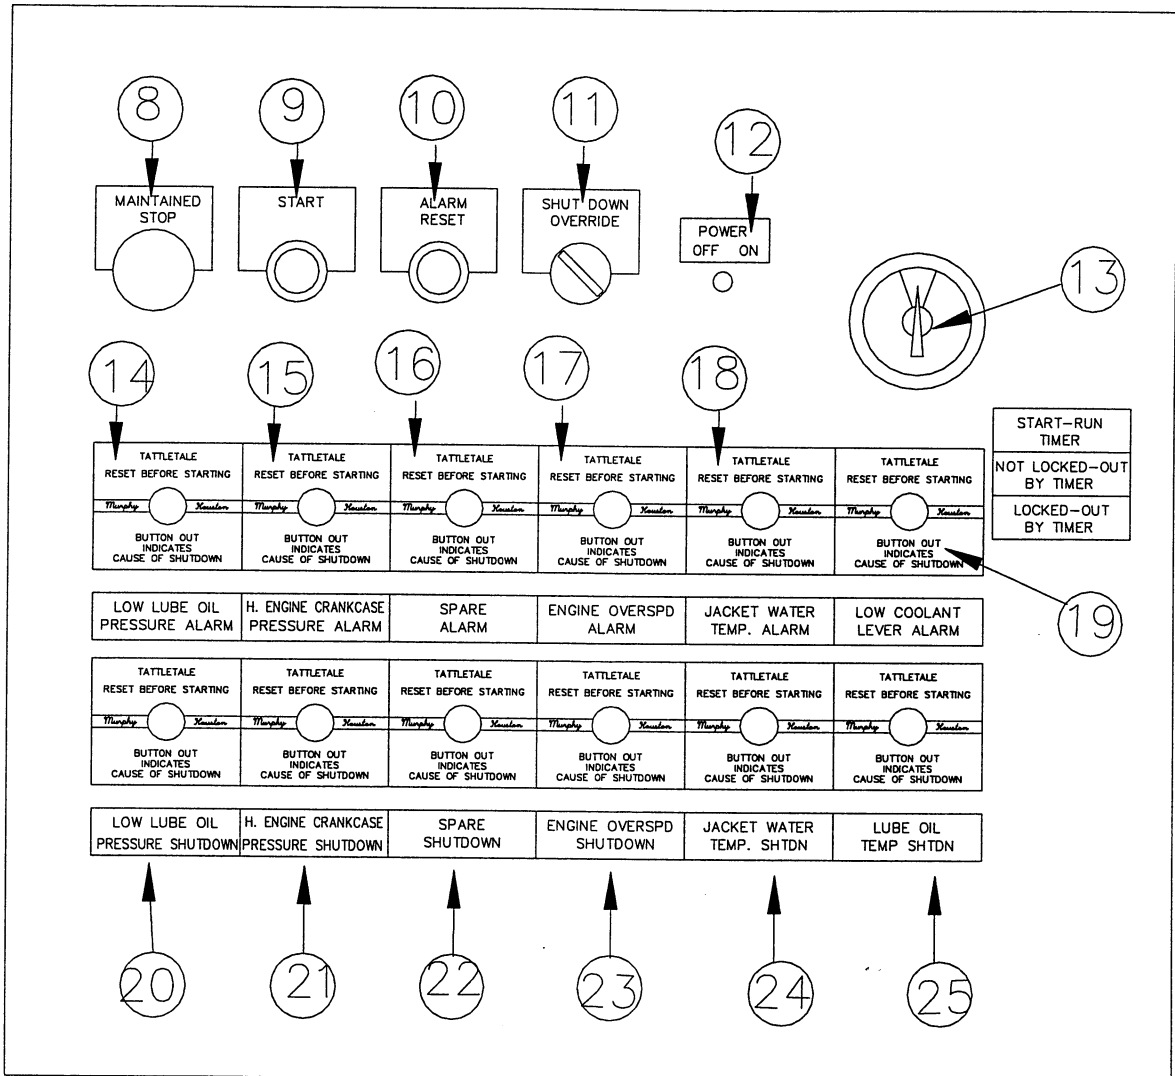 8 9 10 11 12
MAINTAINED STOP
START
ALARM RESET
SHUT DOWN OVERRIDE
POWER
OFF ON
13
14 15 16 17 18
START-RUN TIMER
NOT LOCKED-OUT BY TIMER
LOCKED-OUT BY TIMER
TATTLETALE TATTLETALE TATTLETALE TATTLETALE TATTLETALE TATTLETALE
RESET BEFORE STARTING RESET BEFORE STARTING RESET BEFORE STARTING RESET BEFORE STARTING RESET BEFORE STARTING RESET BEFORE STARTING
Murphy Houston Murphy Houston Murphy Houston Murphy Houston Murphy Houston Murphy Houston
BUTTON OUT BUTTON OUT BUTTON OUT BUTTON OUT BUTTON OUT BUTTON OUT
INDICATES INDICATES INDICATES INDICATES INDICATES INDICATES
CAUSE OF SHUTDOWN CAUSE OF SHUTDOWN CAUSE OF SHUTDOWN CAUSE OF SHUTDOWN CAUSE OF SHUTDOWN CAUSE OF SHUTDOWN
19
LOW LUBE OIL H. ENGINE CRANKCASE SPARE ENGINE OVERSPD JACKET WATER LOW COOLANT
PRESSURE ALARM PRESSURE ALARM ALARM ALARM TEMP. ALARM LEVER ALARM
TATTLETALE TATTLETALE TATTLETALE TATTLETALE TATTLETALE TATTLETALE
RESET BEFORE STARTING RESET BEFORE STARTING RESET BEFORE STARTING RESET BEFORE STARTING RESET BEFORE STARTING RESET BEFORE STARTING
Murphy Houston Murphy Houston Murphy Houston Murphy Houston Murphy Houston Murphy Houston
BUTTON OUT BUTTON OUT BUTTON OUT BUTTON OUT BUTTON OUT BUTTON OUT
INDICATES INDICATES INDICATES INDICATES INDICATES INDICATES
CAUSE OF SHUTDOWN CAUSE OF SHUTDOWN CAUSE OF SHUTDOWN CAUSE OF SHUTDOWN CAUSE OF SHUTDOWN CAUSE OF SHUTDOWN
LOW LUBE OIL H. ENGINE CRANKCASE SPARE ENGINE OVERSPD JACKET WATER LUBE OIL
PRESSURE SHUTDOWN PRESSURE SHUTDOWN SHUTDOWN SHUTDOWN TEMP. SHTDN TEMP SHTDN
20 21 22 23 24 25